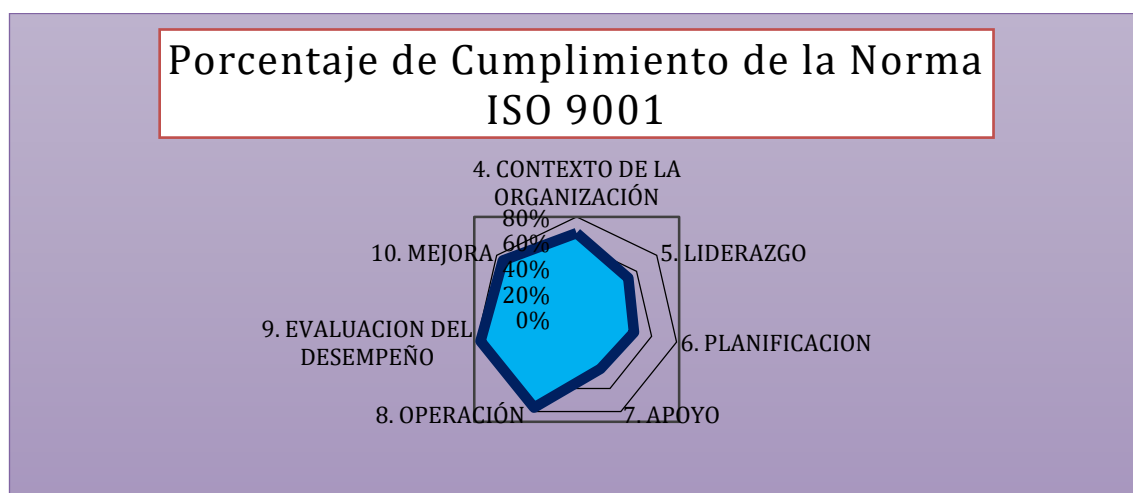 Porcentaje de Cumplimiento de la Norma
ISO 9001
4. CONTEXTO DE LA
ORGANIZACIÓN
80%
60%
40%
20%
0%
10. MEJORA
5. LIDERAZGO
9. EVALUACION DEL
DESEMPEÑO
6. PLANIFICACION
8. OPERACIÓN
7. APOYO